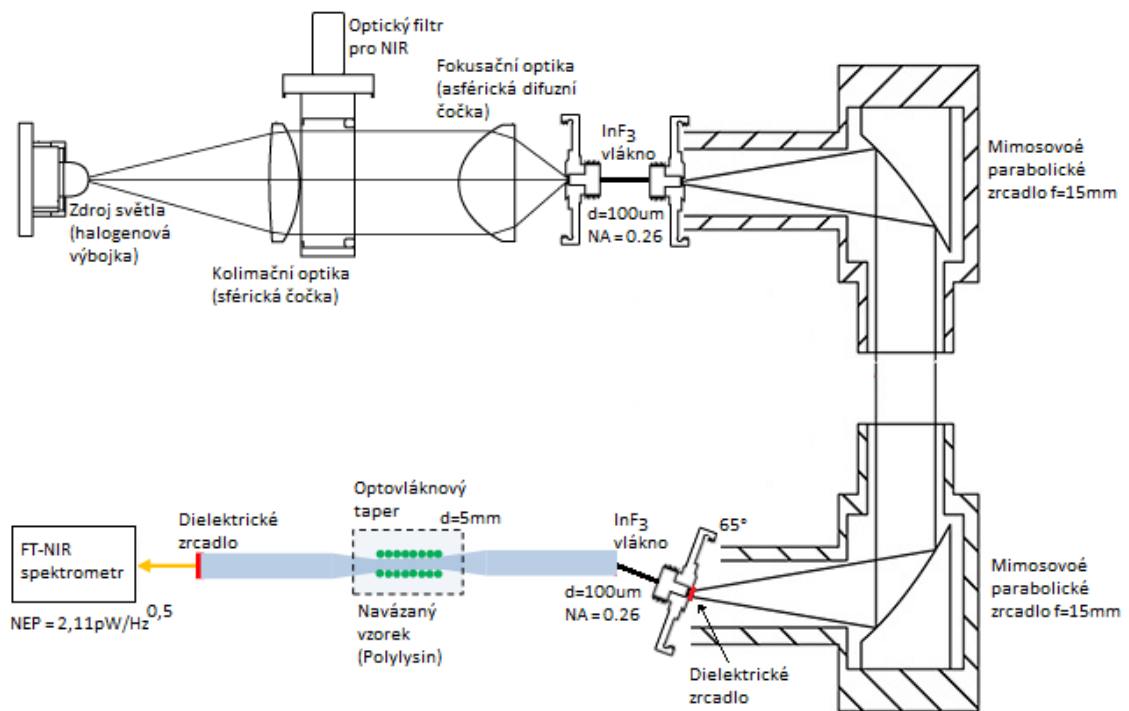 Optický filtr
pro NIR
Fokusační optika
(asférická difuzní
čočka)
InF3
vlákno
Mimosovoé
parabolické
zrcadlo f=15mm
Zdroj světla
(halogenová
výbojka)
d=100um
NA = 0.26
Kolimační optika
(sférická čočka)
Optovláknový
taper
d=5mm
Dielektrické
zrcadlo
InF3
vlákno
65°
FT-NIR
spektrometr
Mimosovoé
parabolické
zrcadlo f=15mm
d=100um
NA = 0.26
NEP = 2,11pW/Hz0,5
Navázaný
vzorek
(Polylysin)
Dielektrické
zrcadlo